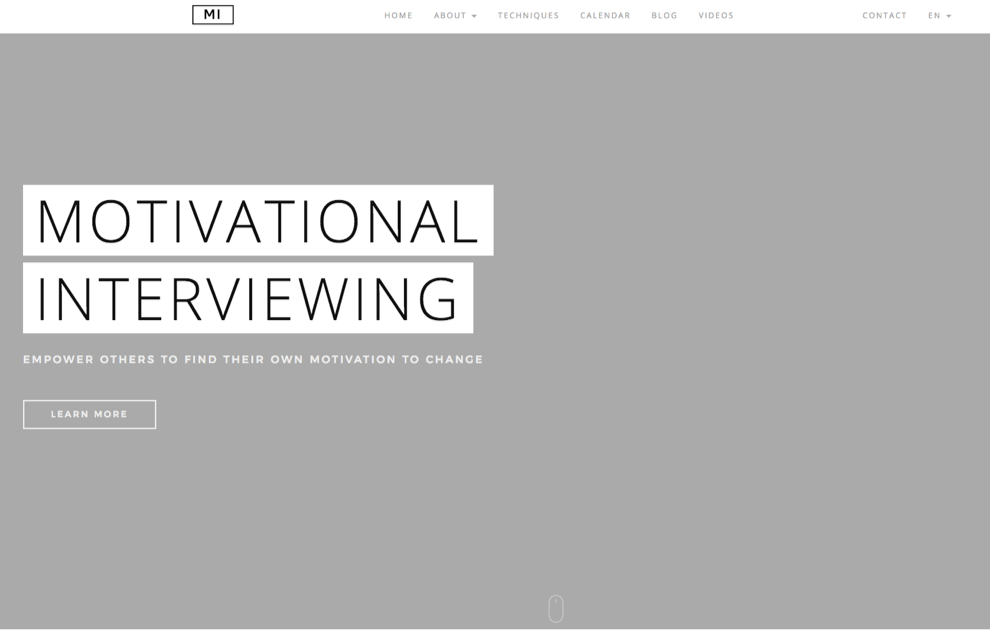 MI
HOME ABOUT TECHNIQUES CALENDAR BLOG VIDEOS CONTACT EN
MOTIVATIONAL
INTERVIEWING
EMPOWER OTHERS TO FIND THEIR OWN MOTIVATION TO CHANGE
LEARN MORE